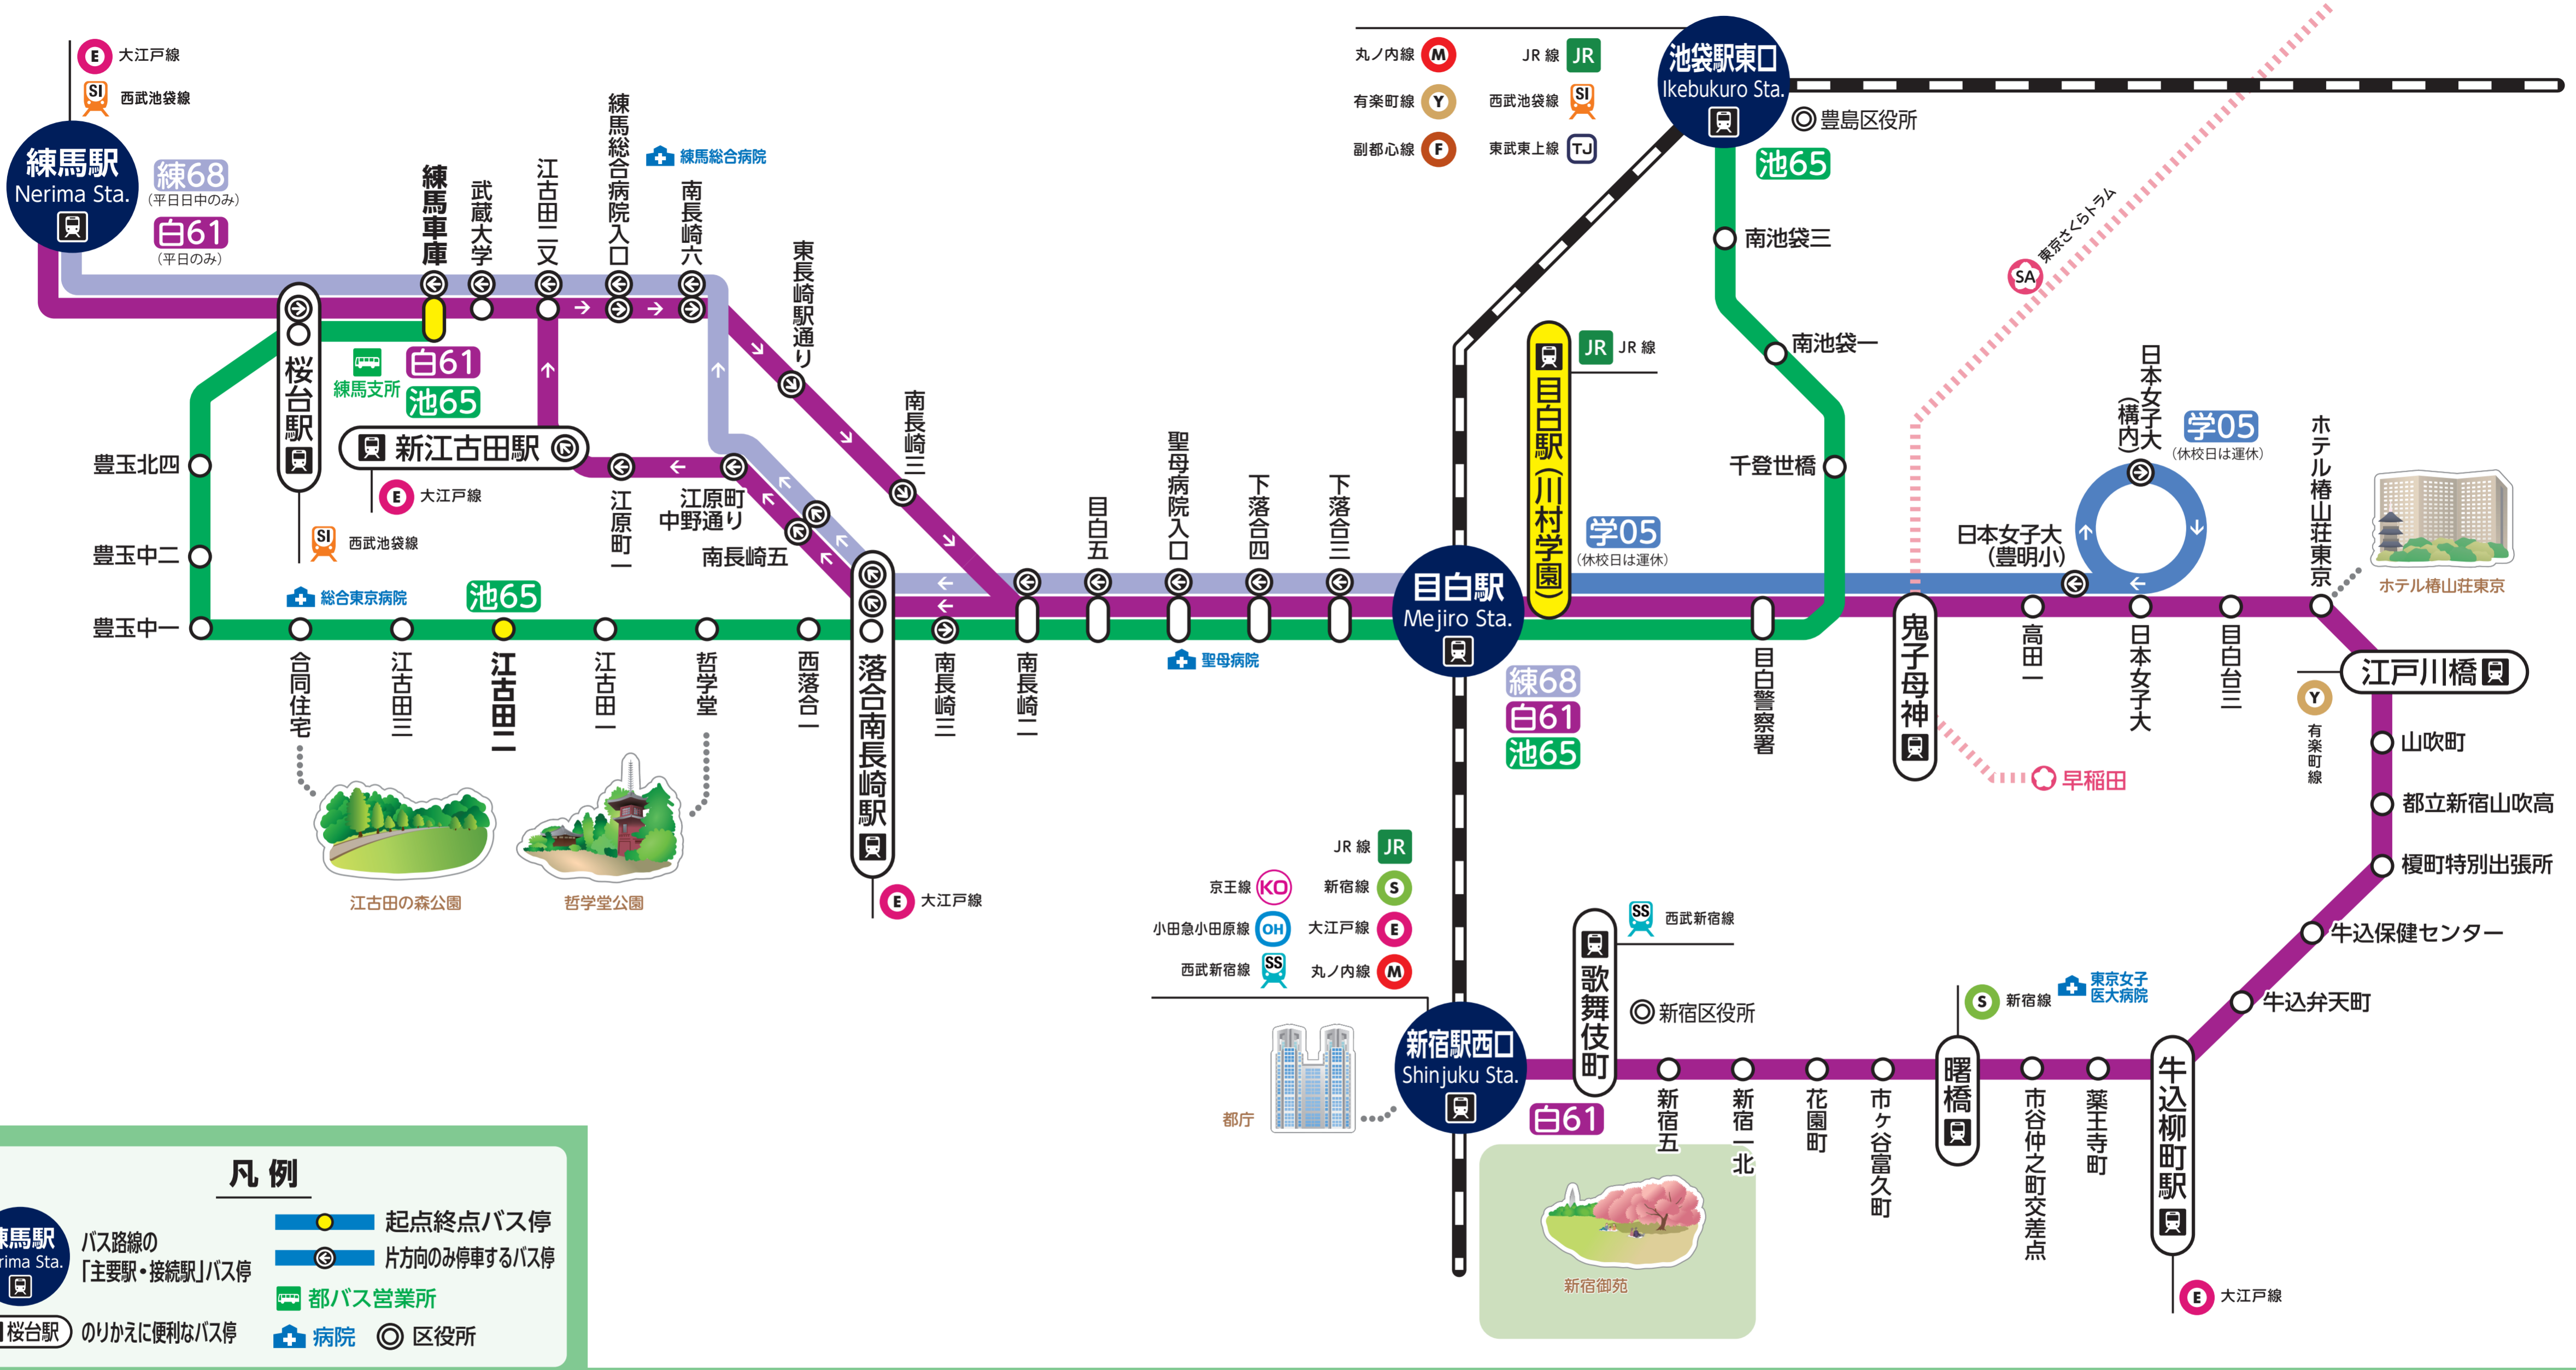 大江戸線
西武池袋線
練馬駅
Nerima Sta.
練68
(平日日中のみ)
白61
(平日のみ)
練馬車庫
武蔵大学
江古田二又
練馬総合病院入口
練馬総合病院
南長崎六
東長崎駅通り
南長崎三
桜台駅
西武池袋線
練馬支所
白61
池65
新江古田駅
大江戸線
江原町一
江原町
中野通り
南長崎五
豊玉北四
豊玉中二
豊玉中一
総合東京病院
池65
合同住宅
江古田三
江古田二
江古田一
哲学堂
西落合一
落合南長崎駅
大江戸線
南長崎三
南長崎二
目白五
聖母病院入口
聖母病院
下落合四
下落合三
江古田の森公園
哲学堂公園
丸ノ内線 M
JR 線 JR
有楽町線 Y
西武池袋線 SI
副都心線 F
東武東上線 TJ
池袋駅東口
Ikebukuro Sta.
豊島区役所
池65
南池袋三
南池袋一
千登世橋
JR JR 線
目白駅(川村学園)
学05
(休校日は運休)
目白駅
Mejiro Sta.
練68
白61
池65
目白警察署
SA 東京さくらトラム
鬼子母神
早稲田
高田一
日本女子大
(豊明小)
日本女子大
(構内)
学05
(休校日は運休)
日本女子大
目白台三
ホテル椿山荘東京
ホテル椿山荘東京
江戸川橋
Y
有楽町線
山吹町
都立新宿山吹高
榎町特別出張所
牛込保健センター
牛込弁天町
牛込柳町駅
E 大江戸線
東京女子
医大病院
薬王寺町
市谷仲之町交差点
S 新宿線
曙橋
市ヶ谷富久町
花園町
新宿一北
新宿五
新宿区役所
SS 西武新宿線
歌舞伎町
JR 線 JR
京王線 KO
新宿線 S
小田急小田原線 OH
大江戸線 E
西武新宿線 SS
丸ノ内線 M
新宿駅西口
Shinjuku Sta.
白61
都庁
新宿御苑
凡例
馬駅
rima Sta.
バス路線の
「主要駅・接続駅」バス停
桜台駅
のりかえに便利なバス停
起点終点バス停
片方向のみ停車するバス停
都バス営業所
病院
区役所